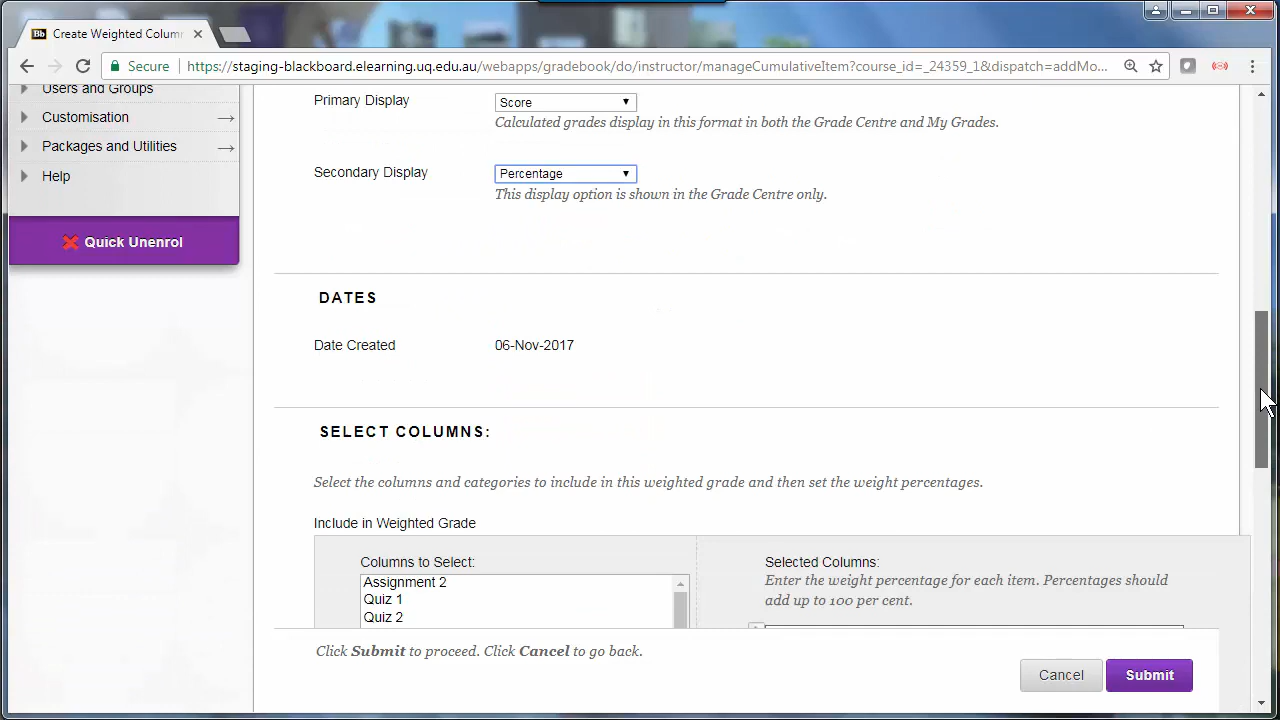 Create Weighted Colum
Secure
https://staging-blackboard.elearning.uq.edu.au/webapps/gradebook/do/instructor/manageCumulativeItem?course_id=_24359_1&dispatch=addMo...
Users and Groups
Customisation
Packages and Utilities
Help
Quick Unenrol
Primary Display
Score
Calculated grades display in this format in both the Grade Centre and My Grades.
Secondary Display
Percentage
This display option is shown in the Grade Centre only.
DATES
Date Created
06-Nov-2017
SELECT COLUMNS:
Select the columns and categories to include in this weighted grade and then set the weight percentages.
Include in Weighted Grade
Columns to Select:
Assignment 2
Quiz 1
Quiz 2
Selected Columns:
Enter the weight percentage for each item. Percentages should
add up to 100 per cent.
Click Submit to proceed. Click Cancel to go back.
Cancel
Submit